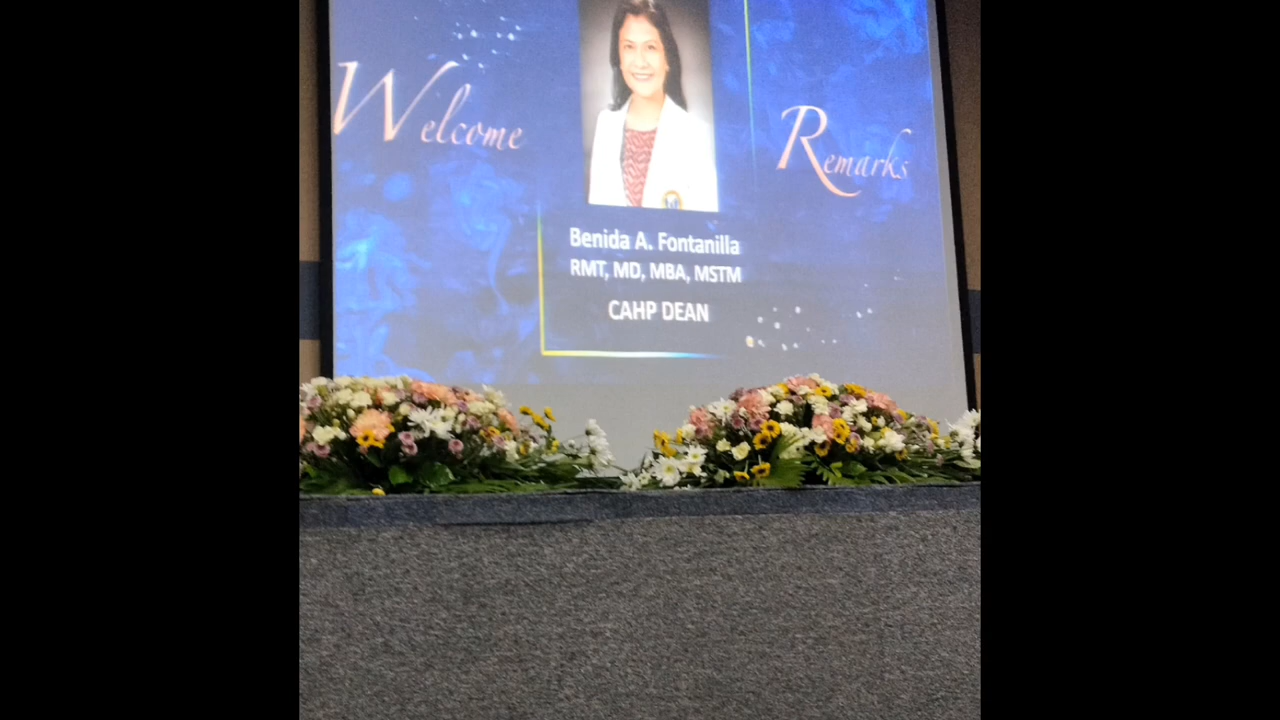 Welcome
Remarks
Benida A. Fontanilla
RMT, MD, MBA, MSTM
CAHP DEAN